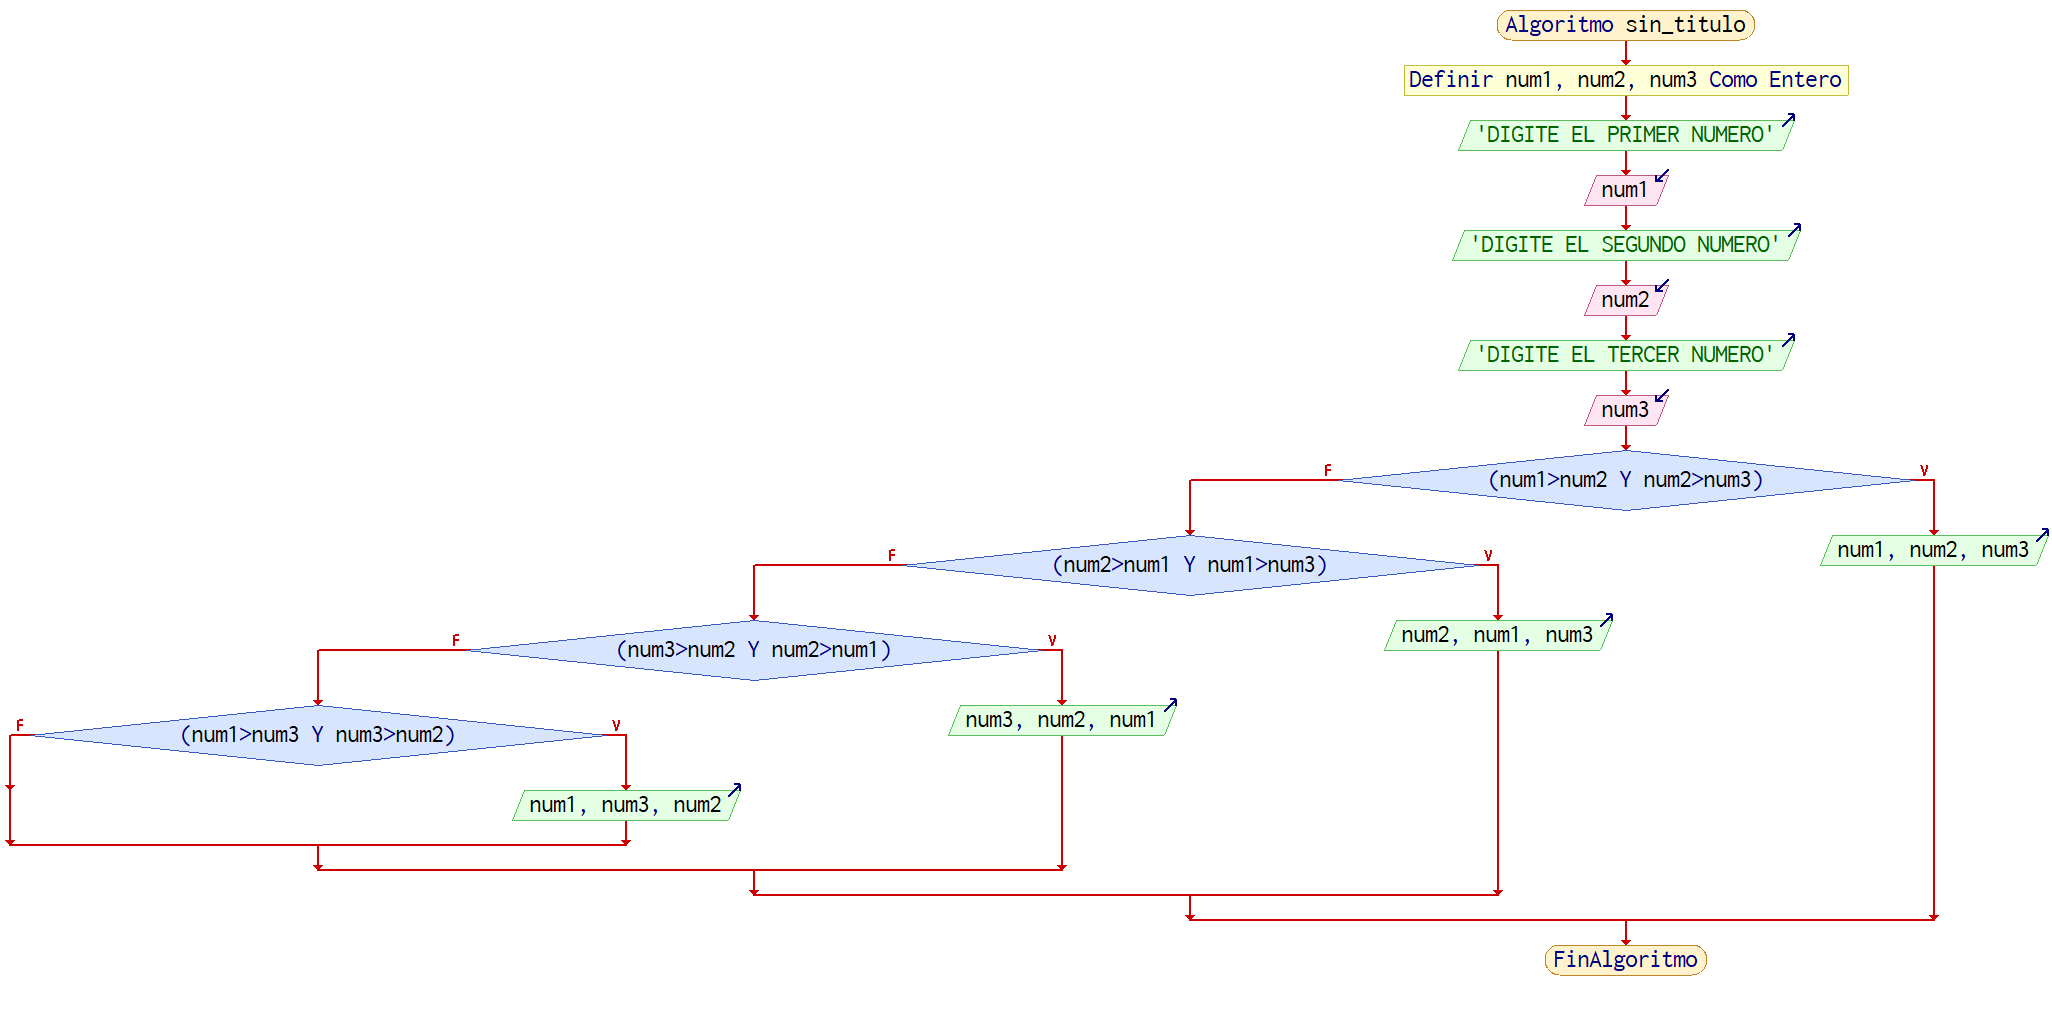 Algoritmo sin_titulo
Definir num1, num2, num3 Como Entero
'DIGITE EL PRIMER NUMERO'
num1
'DIGITE EL SEGUNDO NUMERO'
num2
'DIGITE EL TERCER NUMERO'
num3
F
V
(num1>num2 Y num2>num3)
num1, num2, num3
F
V
(num2>num1 Y num1>num3)
num2, num1, num3
F
V
(num3>num2 Y num2>num1)
num3, num2, num1
F
V
(num1>num3 Y num3>num2)
num1, num3, num2
FinAlgoritmo